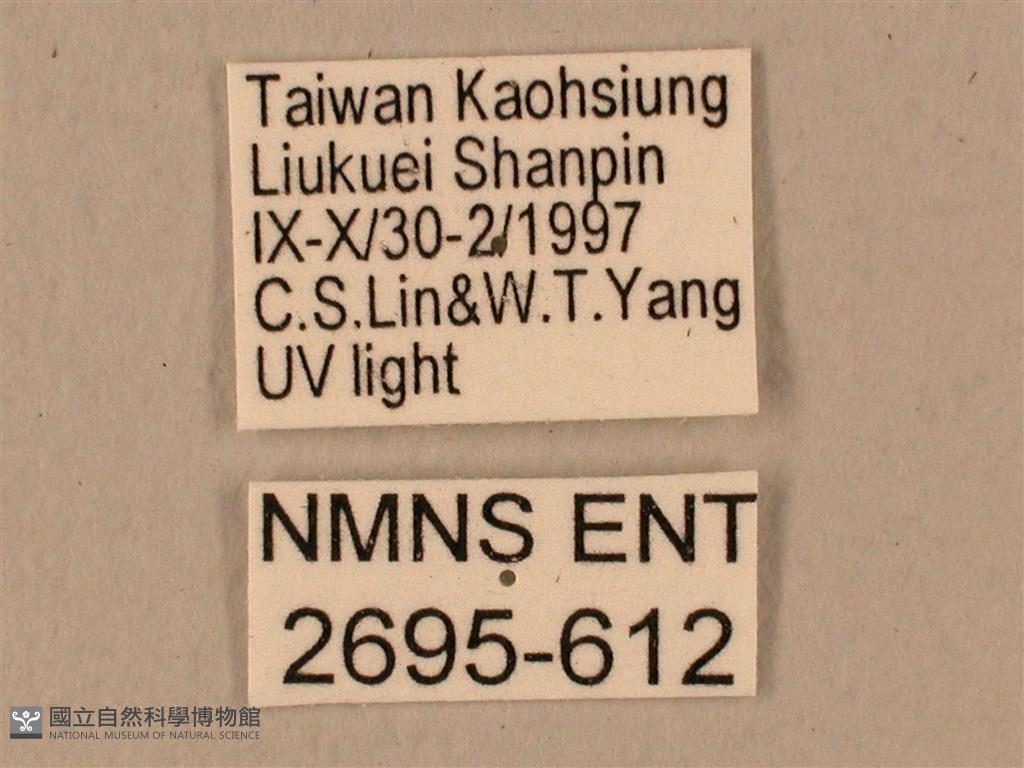 Taiwan Kaohsiung
Liukuei Shanpin
IX-X/30-2/1997
C.S.Lin&W.T.Yang
UV light
NMNS ENT
2695-612
國立自然科學博物館
NATIONAL MUSEUM OF NATURAL SCIENCE